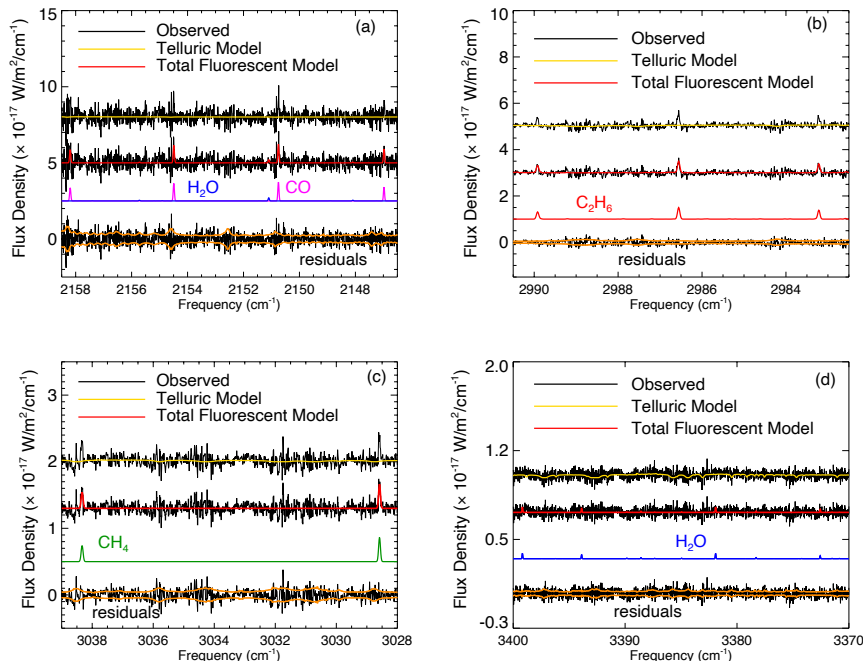 (a)
Observed
Telluric Model
Total Fluorescent Model
15
10
5
0
H₂O
CO
residuals
2158 2156 2154 2152 2150 2148
Frequency (cm⁻¹)
Flux Density (× 10⁻¹⁷ W/m²/cm⁻¹)
(b)
Observed
Telluric Model
Total Fluorescent Model
10
8
6
4
2
0
C₂H₆
residuals
2990 2988 2986 2984
Frequency (cm⁻¹)
Flux Density (× 10⁻¹⁷ W/m²/cm⁻¹)
(c)
Observed
Telluric Model
Total Fluorescent Model
3
2
1
0
CH₄
residuals
3038 3036 3034 3032 3030 3028
Frequency (cm⁻¹)
Flux Density (× 10⁻¹⁷ W/m²/cm⁻¹)
(d)
Observed
Telluric Model
Total Fluorescent Model
2.0
1.2
0.5
-0.3
H₂O
residuals
3400 3390 3380 3370
Frequency (cm⁻¹)
Flux Density (× 10⁻¹⁷ W/m²/cm⁻¹)